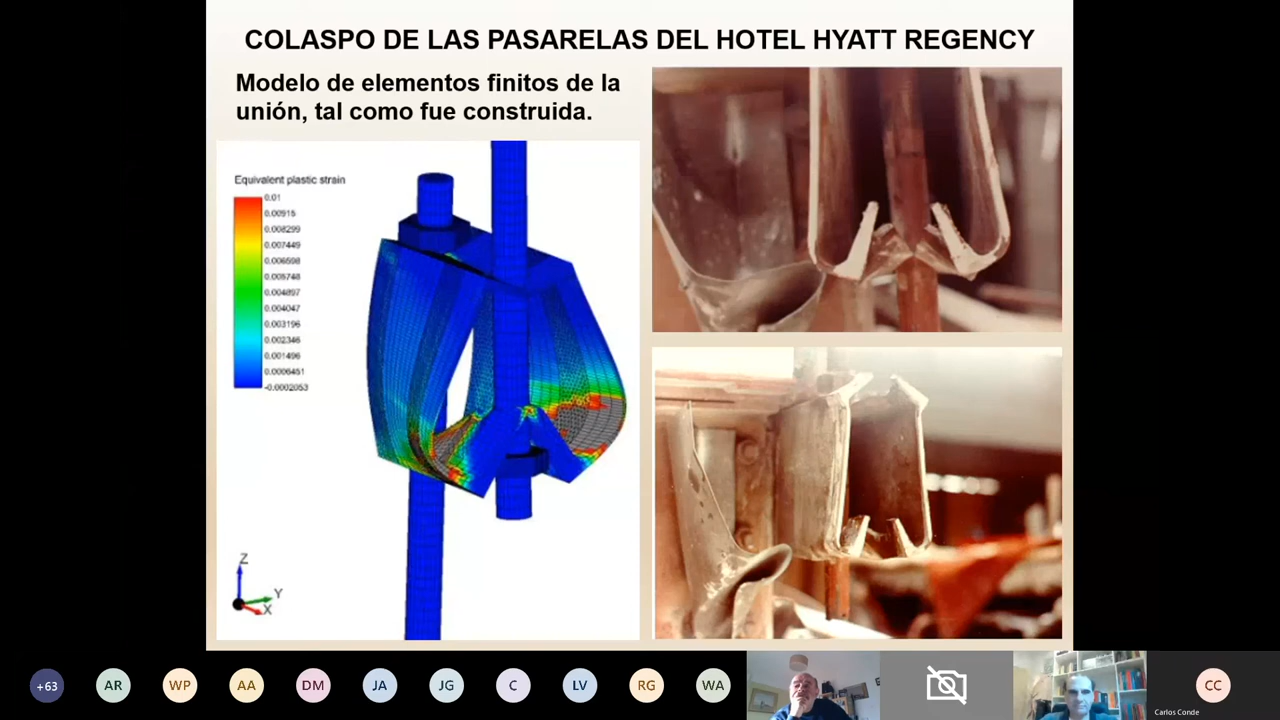 COLASPO DE LAS PASARELAS DEL HOTEL HYATT REGENCY
Modelo de elementos finitos de la
unión, tal como fue construida.
Equivalent plastic strain
0.01
0.00915
0.008299
0.007449
0.006598
0.005748
0.004897
0.004047
0.003196
0.002346
0.001496
0.0006451
-0.0002053
Z
Y
X
+63
AR
WP
AA
DM
JA
JG
C
LV
RG
WA
CC
Carlos Conde